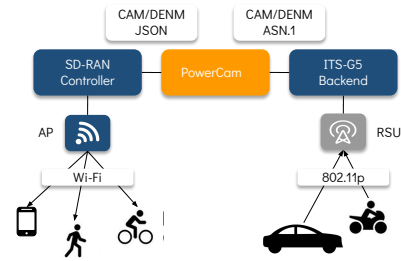 CAM/DENM
JSON
CAM/DENM
ASN.1
SD-RAN
Controller
PowerCam
ITS-G5
Backend
AP
RSU
Wi-Fi
802.11p